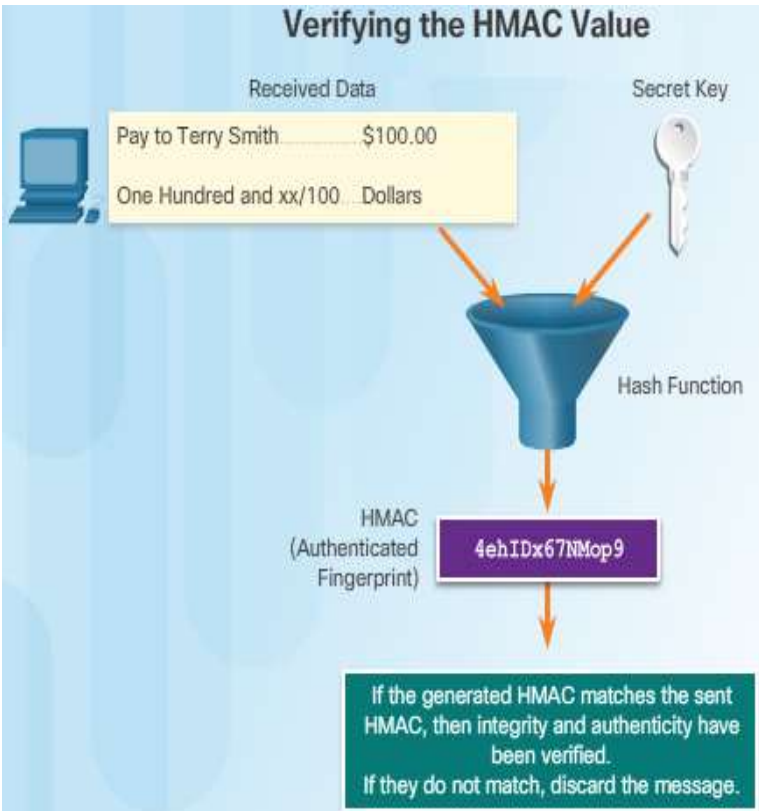 Verifying the HMAC Value
Received Data
Secret Key
Pay to Terry Smith............... $100.00
One Hundred and xx/100....Dollars
Hash Function
HMAC
(Authenticated
Fingerprint)
4ehIDx67NMop9
If the generated HMAC matches the sent
HMAC, then integrity and authenticity have
been verified.
If they do not match, discard the message.